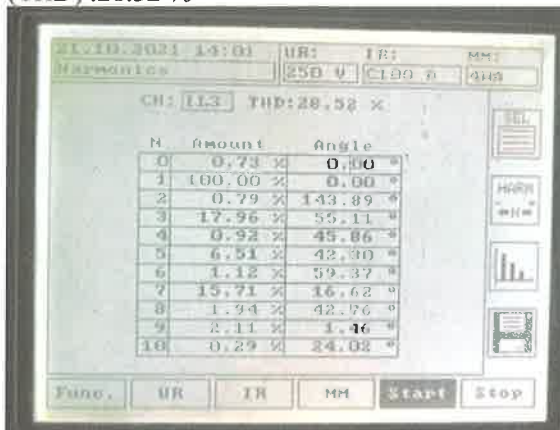 21.10.2021 14:01 UR: IR: MM:
Harmonics 250 V C100 A 4W3
CH: IL3 THD:28.52 %
SEL
N Amount Angle
0 0.73 % 0.00 °
1 100.00 % 0.00 °
2 0.79 % 143.89 °
3 17.96 % 55.11 °
HARM
«N»
4 0.92 % 45.86 °
5 6.51 % 42.30 °
6 1.12 % 59.37 °
7 15.71 % 16.62 °
8 1.94 % 42.76 °
9 2.11 % 1.46 °
10 0.29 % 24.02 °
Func. UR IR MM Start Stop